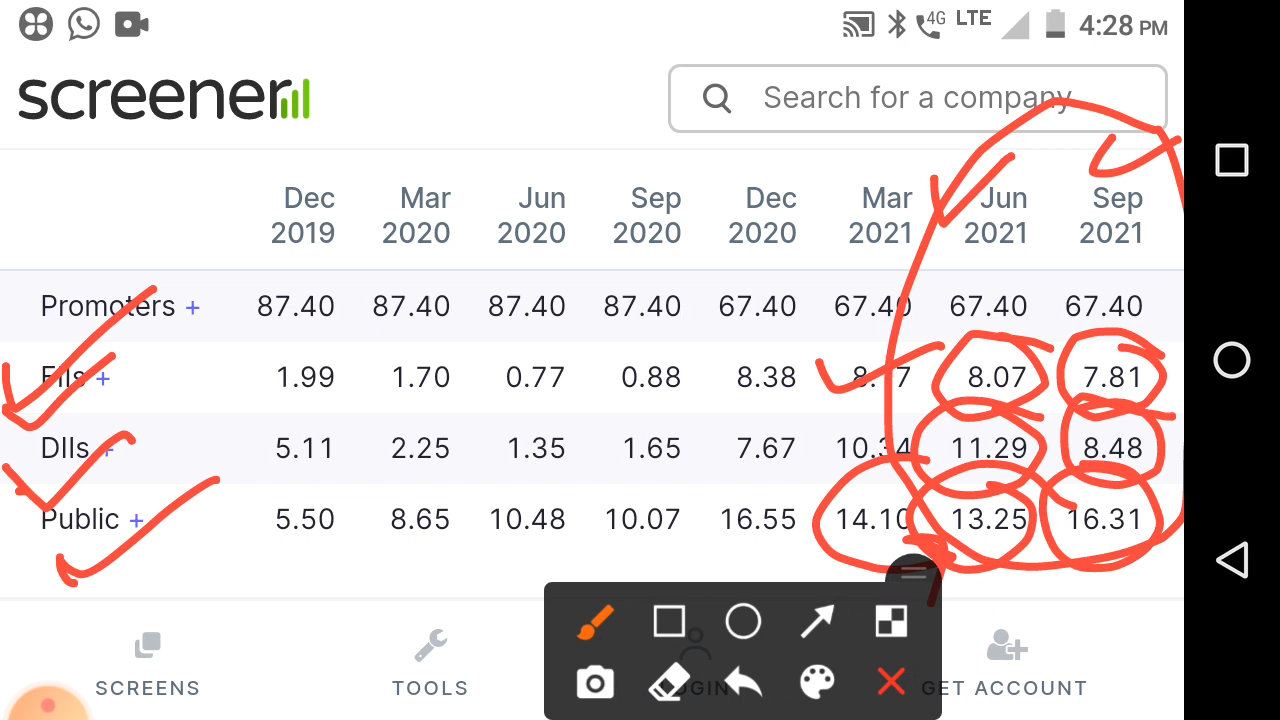 4G LTE 4:28 PM
screener
Search for a company
Dec 2019 Mar 2020 Jun 2020 Sep 2020 Dec 2020 Mar 2021 Jun 2021 Sep 2021
Promoters + 87.40 87.40 87.40 87.40 67.40 67.40 67.40 67.40
FIIs + 1.99 1.70 0.77 0.88 8.38 8.07 7.81
DIIs + 5.11 2.25 1.35 1.65 7.67 10.34 11.29 8.48
Public + 5.50 8.65 10.48 10.07 16.55 14.10 13.25 16.31
SCREENS TOOLS GET ACCOUNT